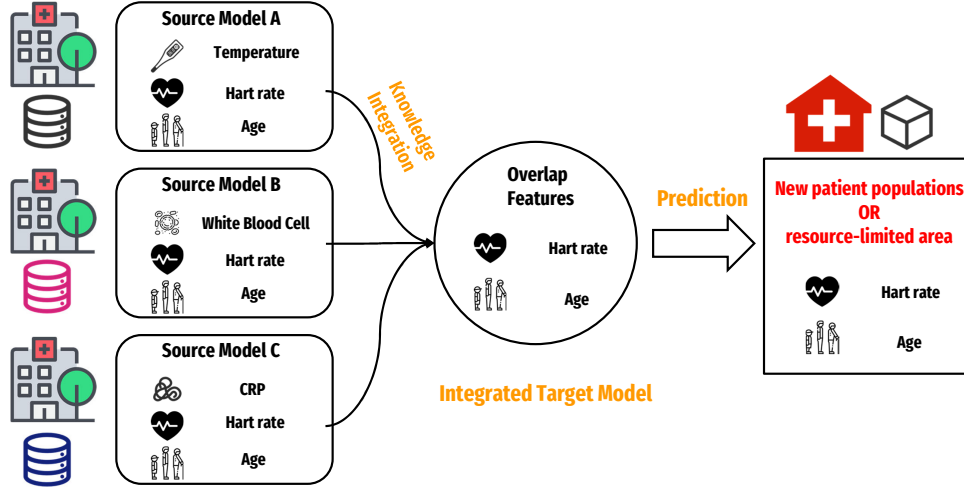 Source Model A
Temperature
Hart rate
Age
Source Model B
White Blood Cell
Hart rate
Age
Source Model C
CRP
Hart rate
Age
Knowledge
Integration
Overlap
Features
Hart rate
Age
Integrated Target Model
Prediction
New patient populations
OR
resource-limited area
Hart rate
Age